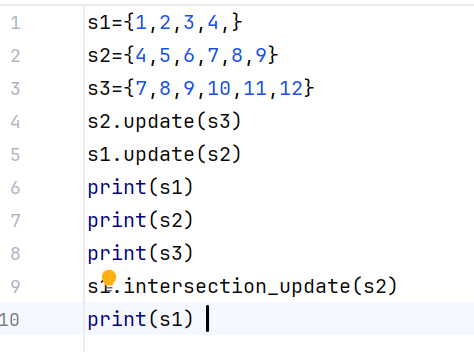 1 s1={1,2,3,4,}
2 s2={4,5,6,7,8,9}
3 s3={7,8,9,10,11,12}
4 s2.update(s3)
5 s1.update(s2)
6 print(s1)
7 print(s2)
8 print(s3)
9 s1.intersection_update(s2)
10 print(s1)